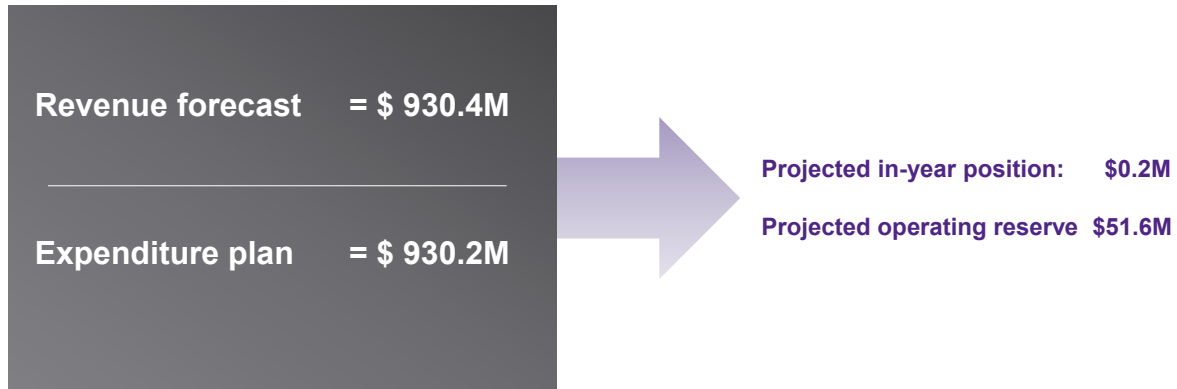 Revenue forecast = $ 930.4M
Expenditure plan = $ 930.2M
Projected in-year position: $0.2M
Projected operating reserve $51.6M